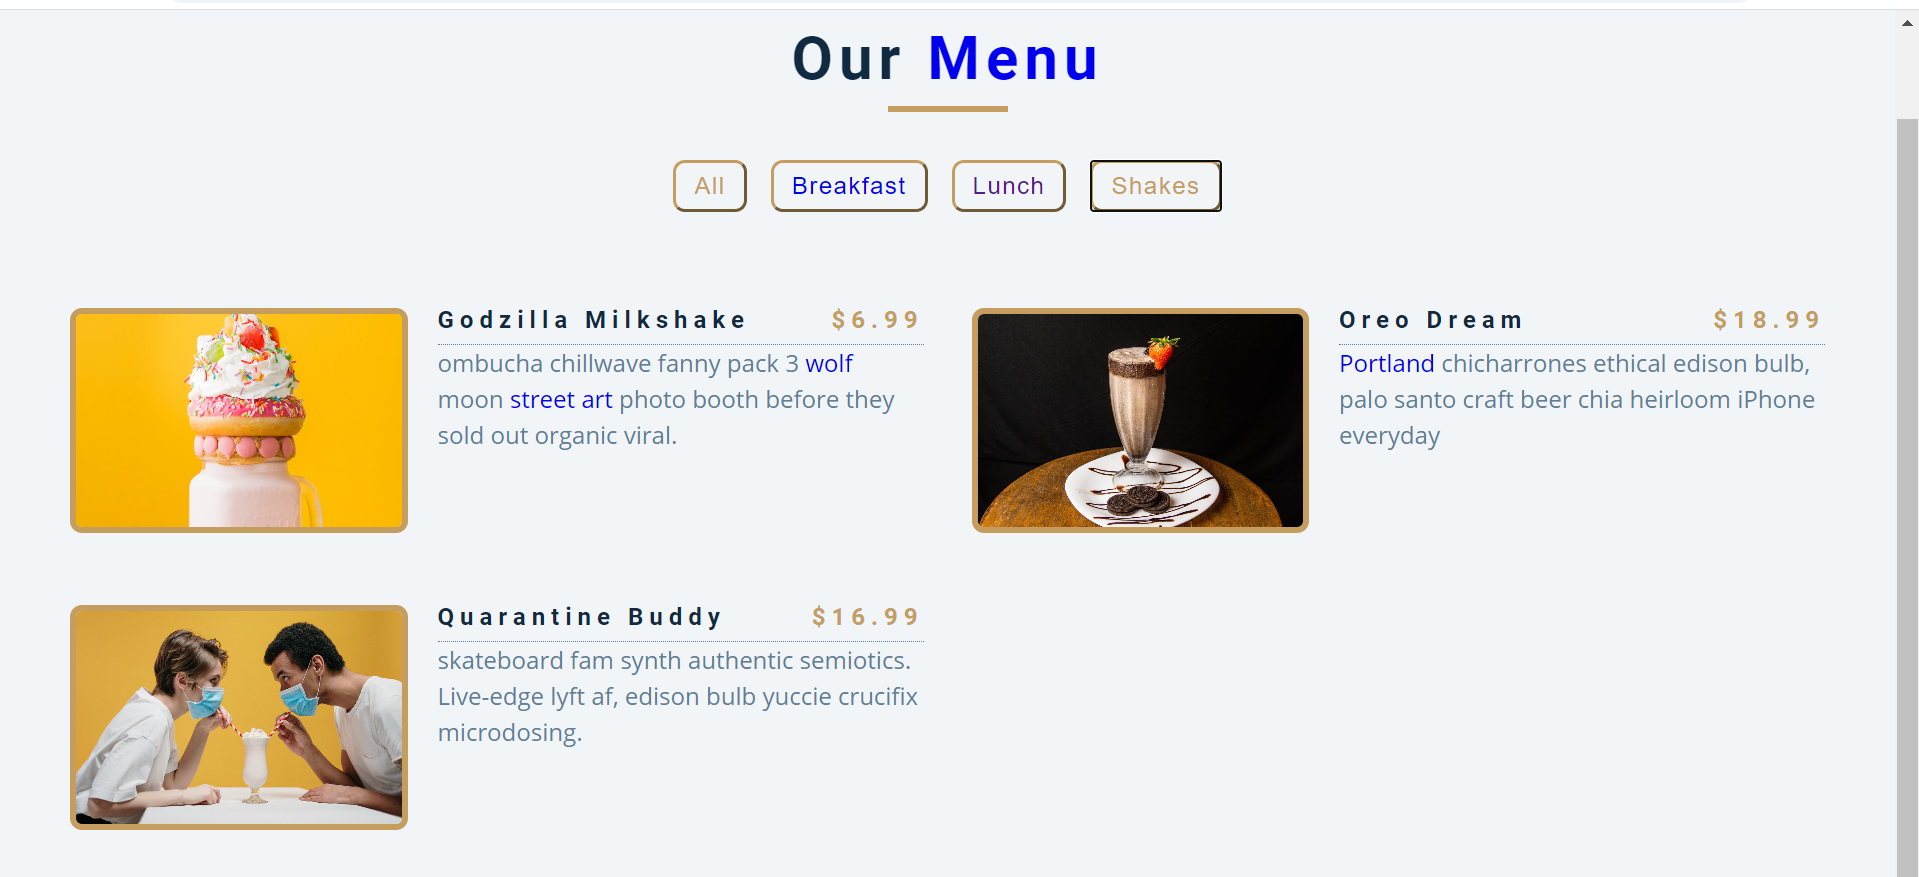 Our Menu
All Breakfast Lunch Shakes
Godzilla Milkshake $6.99
ombucha chillwave fanny pack 3 wolf
moon street art photo booth before they
sold out organic viral.
Oreo Dream $18.99
Portland chicharrones ethical edison bulb,
palo santo craft beer chia heirloom iPhone
everyday
Quarantine Buddy $16.99
skateboard fam synth authentic semiotics.
Live-edge lyft af, edison bulb yuccie crucifix
microdosing.